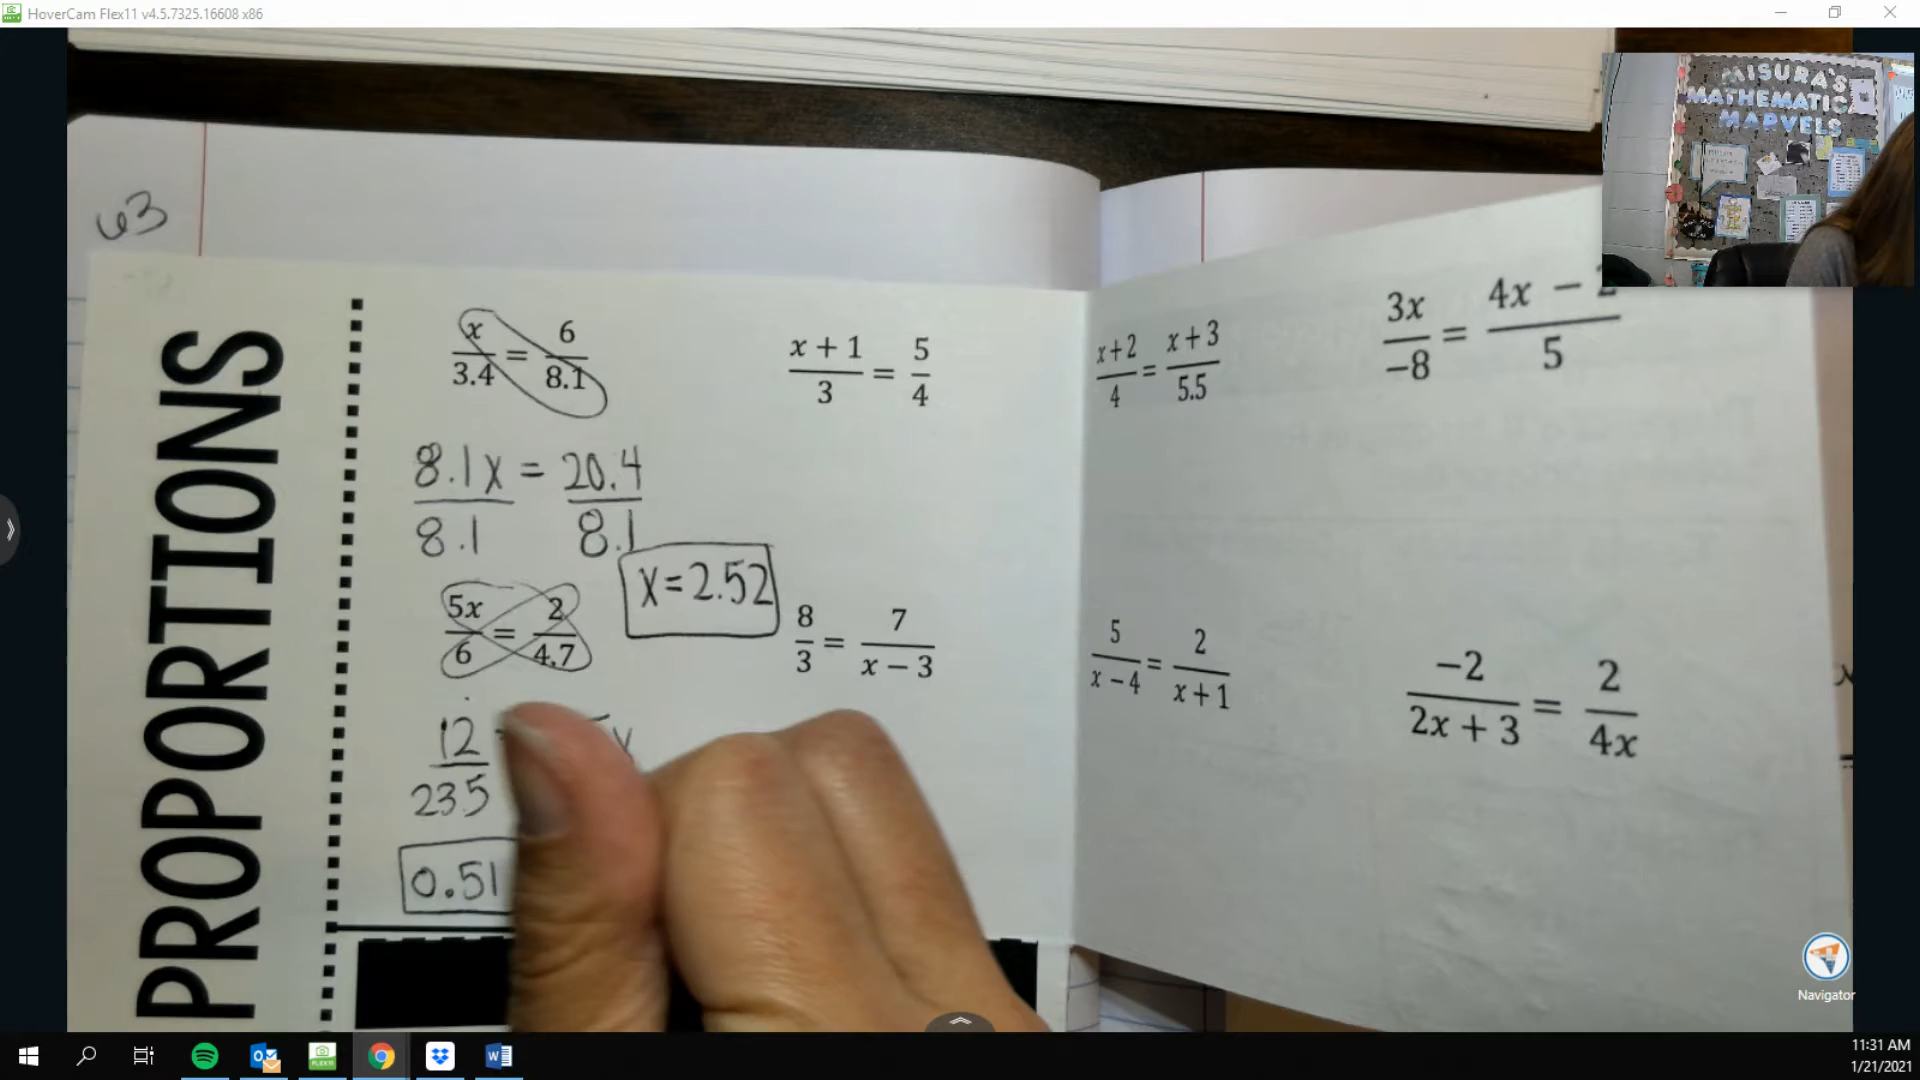 HoverCam Flex11 v4.5.7325.16608 x86
MISURA'S
MATHEMATIC
MARVELS
63
PROPORTIONS
x/3.4 = 6/8.1
8.1x = 20.4
8.1 8.1
x=2.52
5x/6 = 2/4.7
12
23.5
0.51
x
(x + 1)/3 = 5/4
8/3 = 7/(x − 3)
(x+2)/4 = (x+3)/5.5
5/(x−4) = 2/(x+1)
3x/−8 = 4x − /5
−2/(2x + 3) = 2/4x
Navigator
FLEX11
11:31 AM
1/21/2021